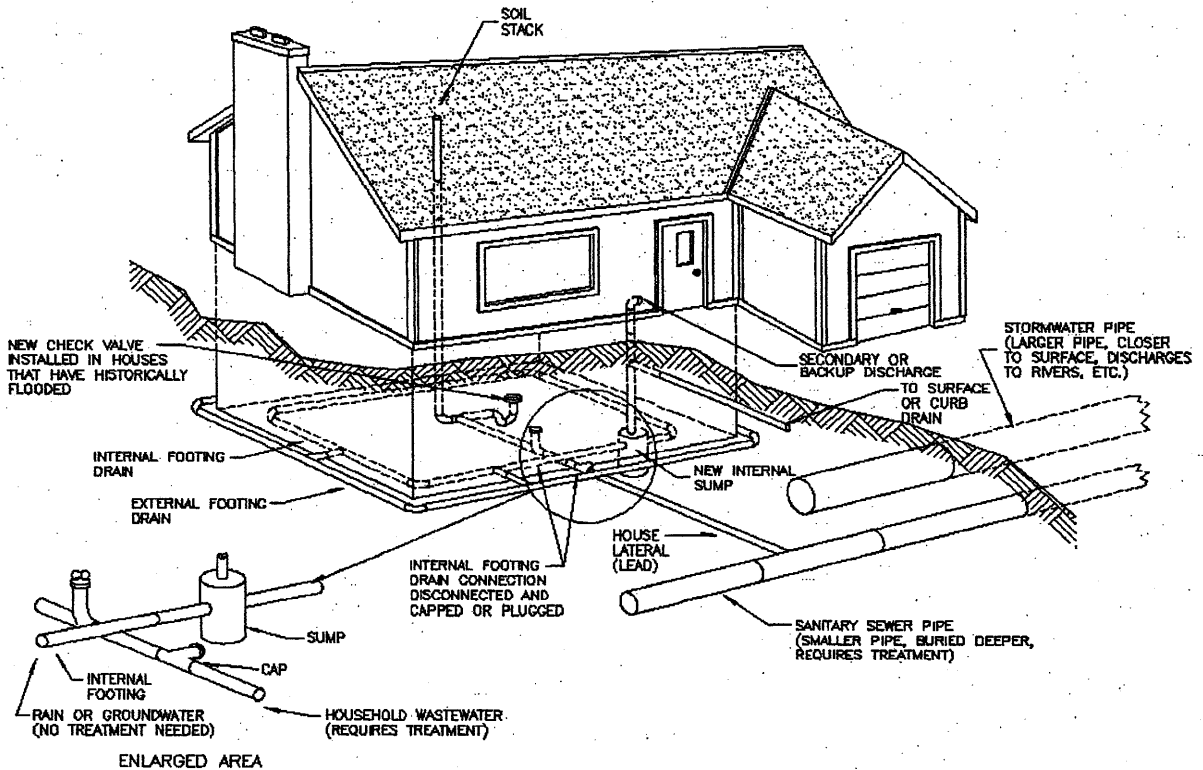 SOIL
STACK
NEW CHECK VALVE
INSTALLED IN HOUSES
THAT HAVE HISTORICALLY
FLOODED
STORMWATER PIPE
(LARGER PIPE, CLOSER
TO SURFACE, DISCHARGES
TO RIVERS, ETC.)
SECONDARY OR
BACKUP DISCHARGE
TO SURFACE
OR CURB
DRAIN
INTERNAL FOOTING
DRAIN
NEW INTERNAL
SUMP
EXTERNAL FOOTING
DRAIN
HOUSE
LATERAL
(LEAD)
INTERNAL FOOTING
DRAIN CONNECTION
DISCONNECTED AND
CAPPED OR PLUGGED
SANITARY SEWER PIPE
(SMALLER PIPE, BURIED DEEPER,
REQUIRES TREATMENT)
SUMP
CAP
INTERNAL
FOOTING
RAIN OR GROUNDWATER
(NO TREATMENT NEEDED)
HOUSEHOLD WASTEWATER
(REQUIRES TREATMENT)
ENLARGED AREA